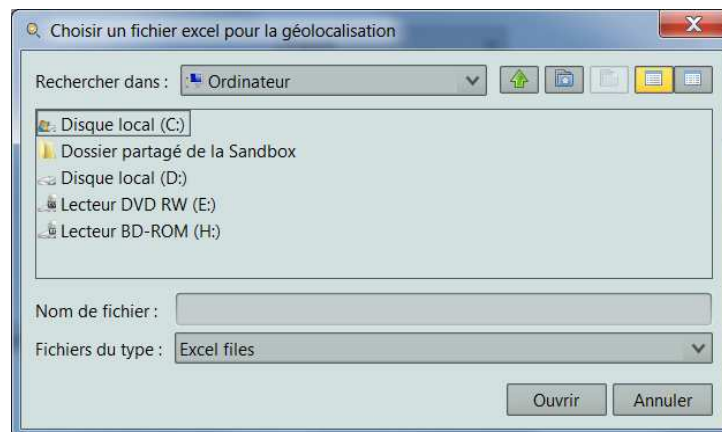 Choisir un fichier excel pour la géolocalisation
X
Rechercher dans : Ordinateur
Disque local (C:)
Dossier partagé de la Sandbox
Disque local (D:)
Lecteur DVD RW (E:)
Lecteur BD-ROM (H:)
Nom de fichier :
Fichiers du type : Excel files
Ouvrir Annuler